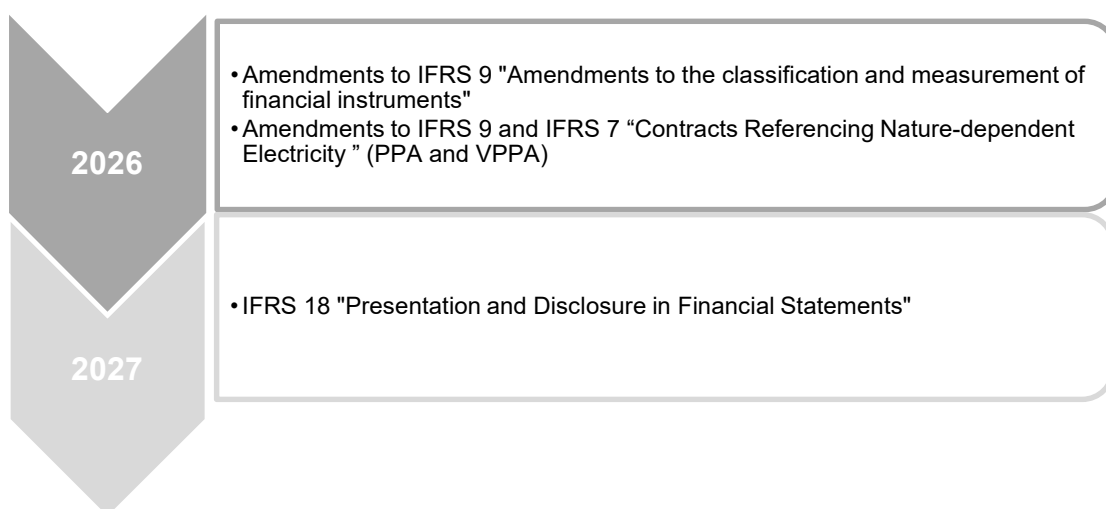 2026
•Amendments to IFRS 9 "Amendments to the classification and measurement of
financial instruments"
•Amendments to IFRS 9 and IFRS 7 “Contracts Referencing Nature-dependent
Electricity ” (PPA and VPPA)
2027
•IFRS 18 "Presentation and Disclosure in Financial Statements"